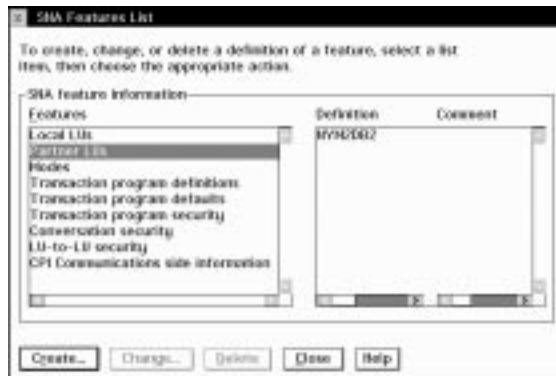 SNA Features List
To create, change, or delete a definition of a feature, select a list
item, then choose the appropriate action.
SNA feature information
Features
Definition
Comment
Local LUs
Partner LUs
Modes
Transaction program definitions
Transaction program defaults
Transaction program security
Conversation security
LU-to-LU security
CPI Communications side information
NYM2DB2
Create...
Change...
Delete
Close
Help